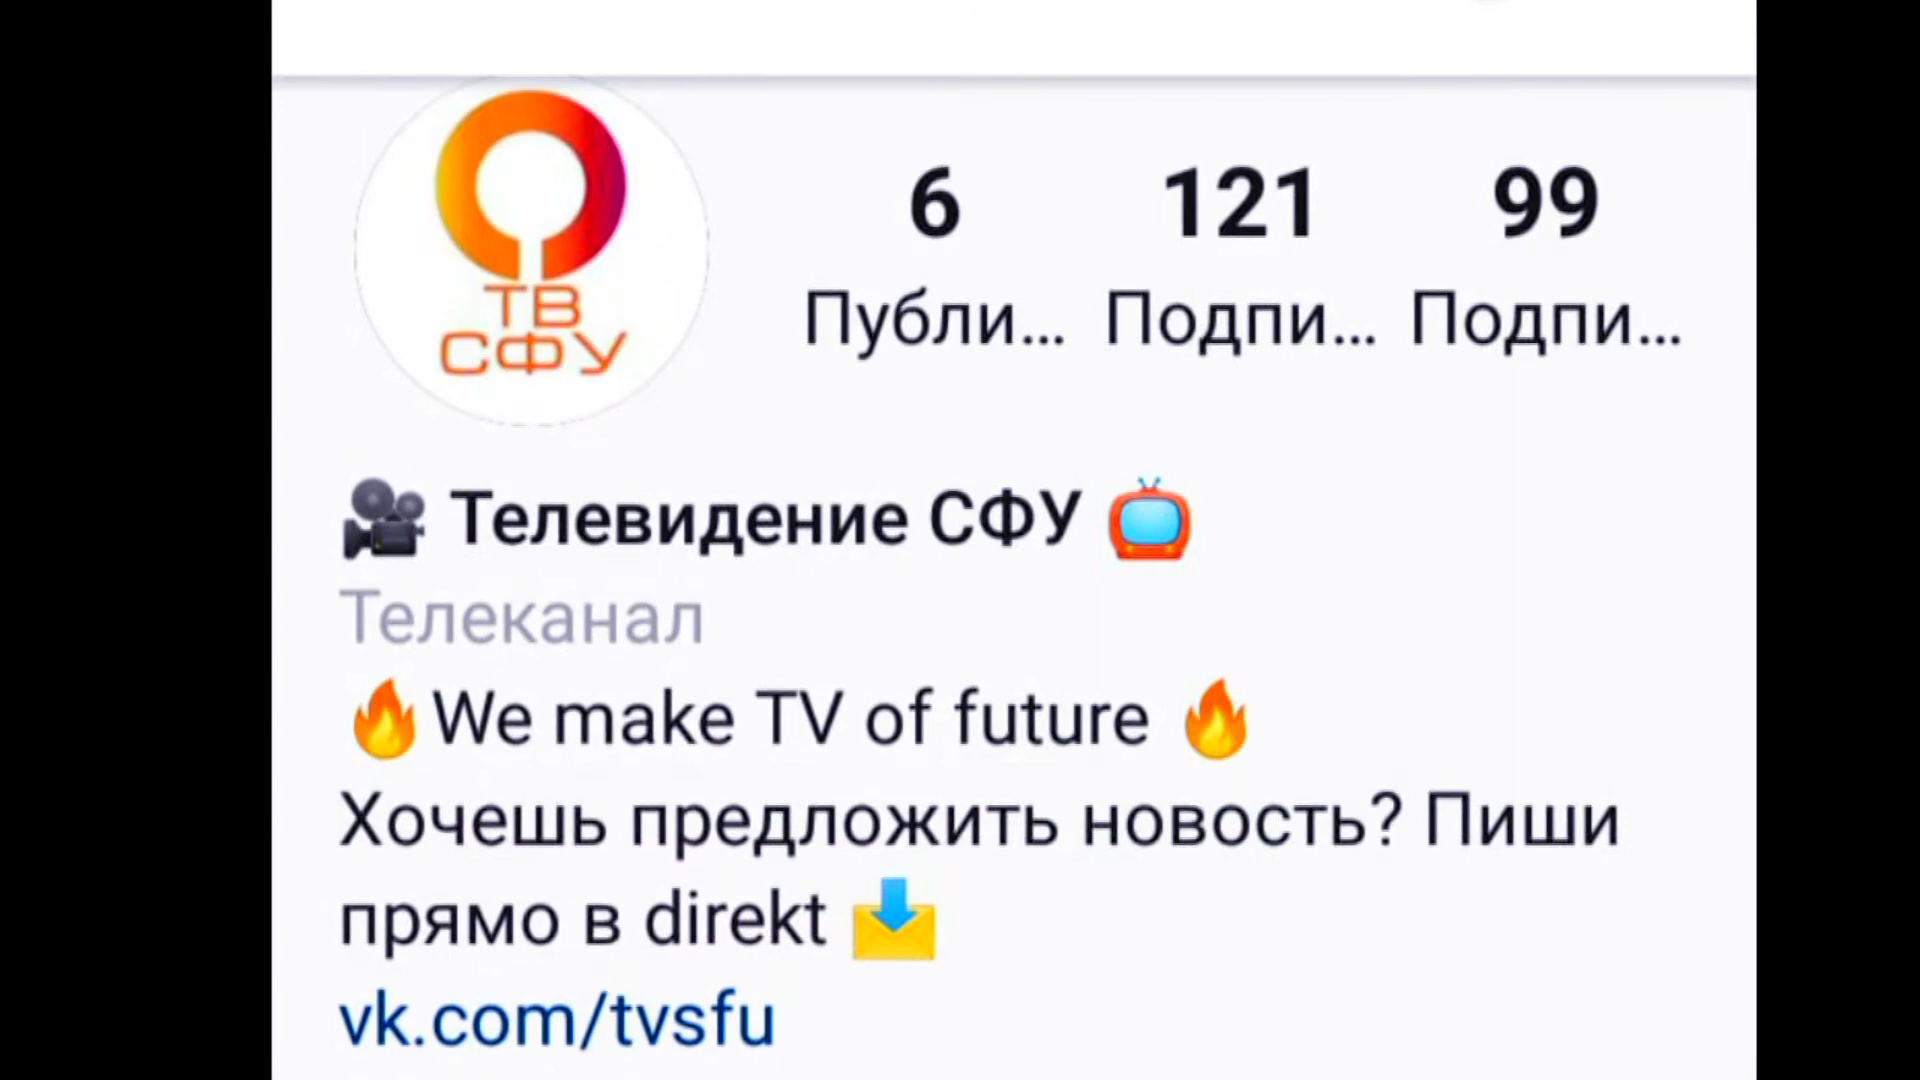 ТВ
СФУ
6 121 99
Публи... Подпи... Подпи...
🎥 Телевидение СФУ 📺
Телеканал
🔥We make TV of future 🔥
Хочешь предложить новость? Пиши
прямо в direkt 📩
vk.com/tvsfu